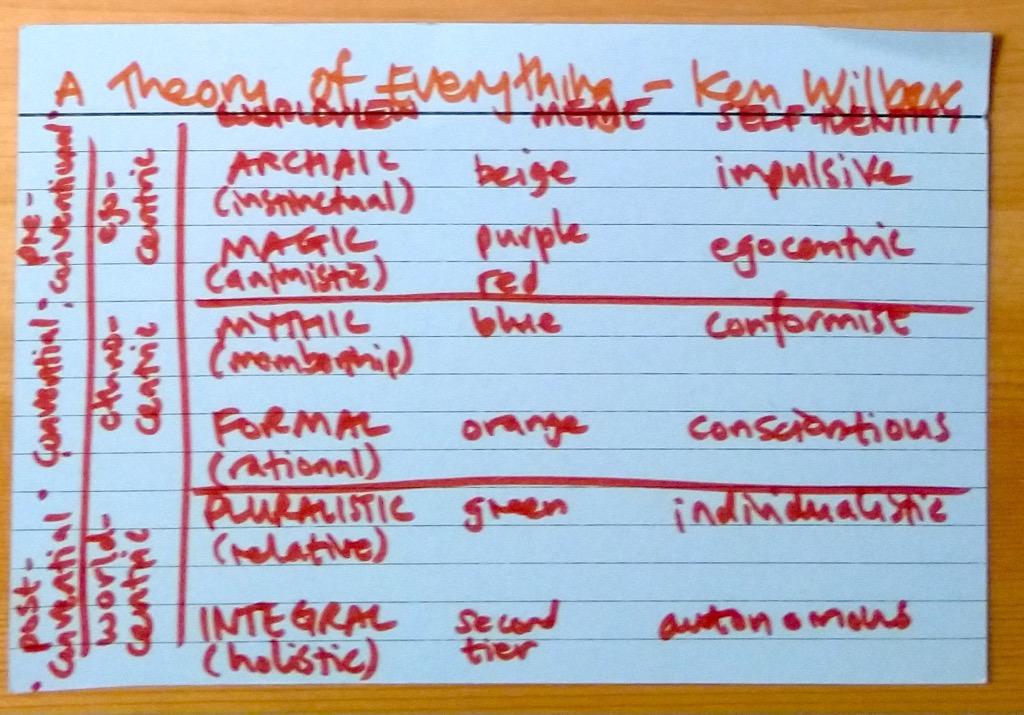 A Theory of Everything - Ken Wilber
WORLDVIEW MEME SELF-IDENTITY
pre-
conventional
ego-
centric
ARCHAIC beige impulsive
(instinctual)
MAGIC purple egocentric
(animistic) red
conventional
ethno-
centric
MYTHIC blue conformist
(membership)
FORMAL orange conscientious
(rational)
post-
conventional
world-
centric
PLURALISTIC green individualistic
(relative)
INTEGRAL second autonomous
(holistic) tier